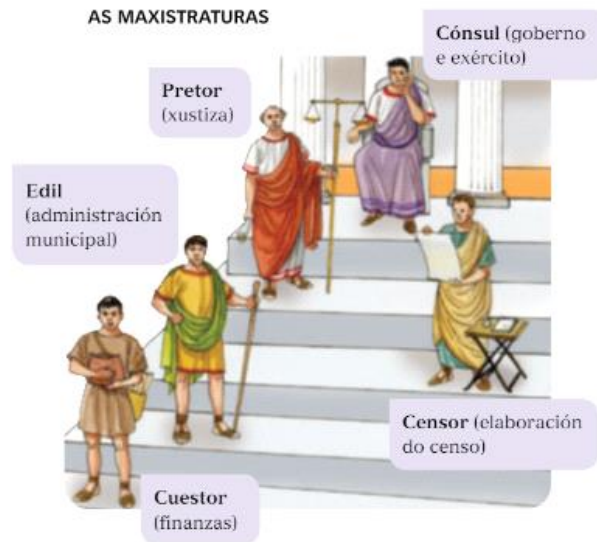 AS MAXISTRATURAS
Cónsul (goberno
e exército)
Pretor
(xustiza)
Edil
(administración
municipal)
Censor (elaboración
do censo)
Cuestor
(finanzas)